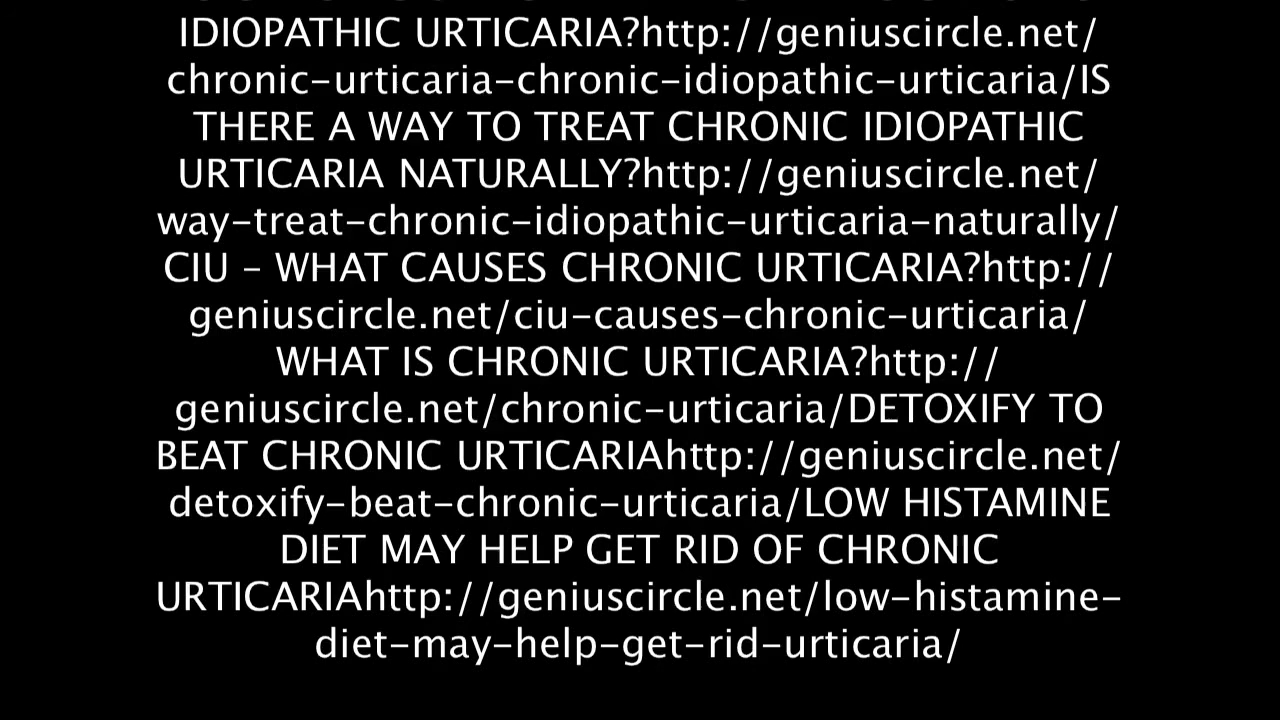 IDIOPATHIC URTICARIA?http://geniuscircle.net/
chronic-urticaria-chronic-idiopathic-urticaria/IS
THERE A WAY TO TREAT CHRONIC IDIOPATHIC
URTICARIA NATURALLY?http://geniuscircle.net/
way-treat-chronic-idiopathic-urticaria-naturally/
CIU – WHAT CAUSES CHRONIC URTICARIA?http://
geniuscircle.net/ciu-causes-chronic-urticaria/
WHAT IS CHRONIC URTICARIA?http://
geniuscircle.net/chronic-urticaria/DETOXIFY TO
BEAT CHRONIC URTICARIAhttp://geniuscircle.net/
detoxify-beat-chronic-urticaria/LOW HISTAMINE
DIET MAY HELP GET RID OF CHRONIC
URTICARIAhttp://geniuscircle.net/low-histamine-
diet-may-help-get-rid-urticaria/